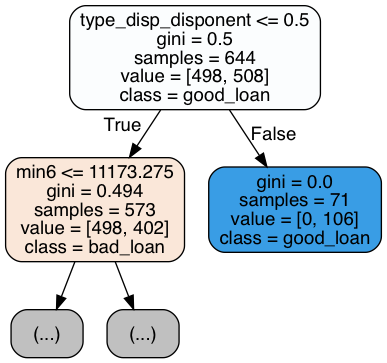 type_disp_disponent <= 0.5
gini = 0.5
samples = 644
value = [498, 508]
class = good_loan
True
False
min6 <= 11173.275
gini = 0.494
samples = 573
value = [498, 402]
class = bad_loan
gini = 0.0
samples = 71
value = [0, 106]
class = good_loan
(...)
(...)